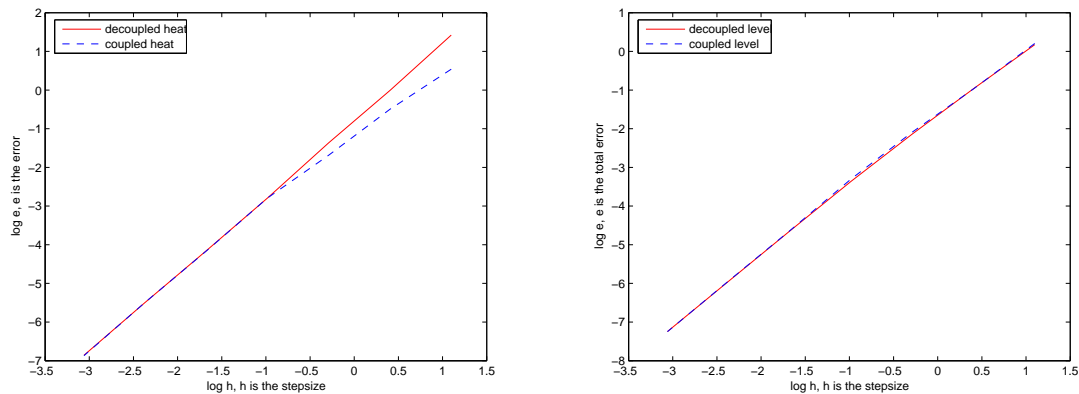 2
1
0
−1
−2
−3
−4
−5
−6
−7
decoupled heat
coupled heat
log e, e is the error
−3.5 −3 −2.5 −2 −1.5 −1 −0.5 0 0.5 1 1.5
log h, h is the stepsize
1
0
−1
−2
−3
−4
−5
−6
−7
−8
decoupled level
coupled level
log e, e is the total error
−3.5 −3 −2.5 −2 −1.5 −1 −0.5 0 0.5 1 1.5
log h, h is the stepsize